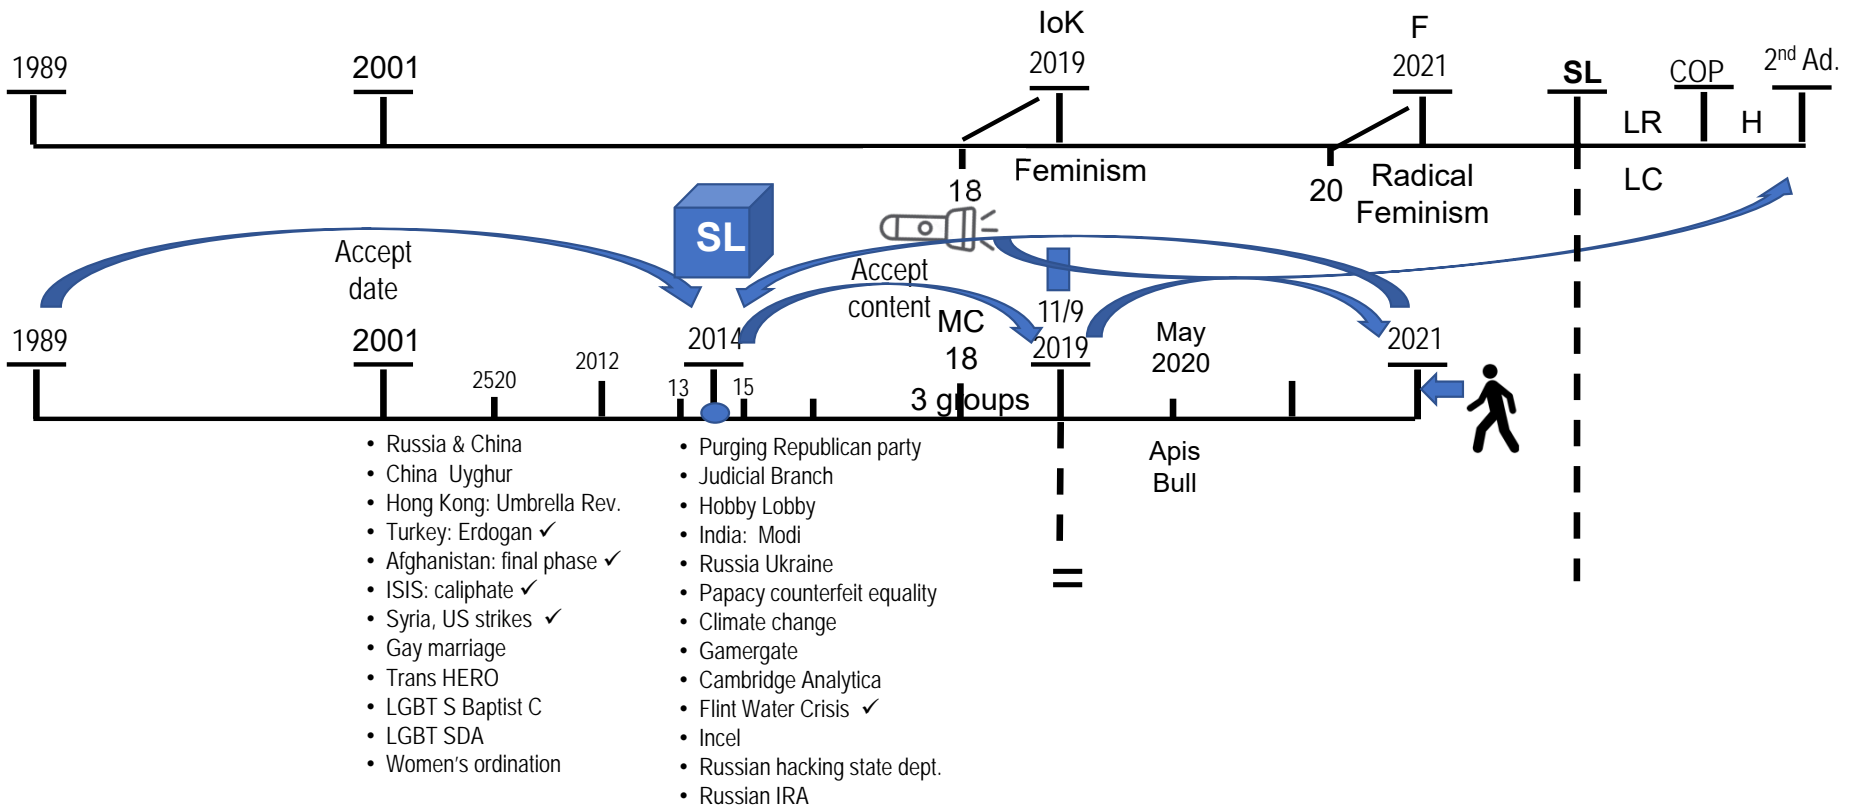 IoK
F
1989
2001
2019
2021
SL
COP
2nd Ad.
LR
H
18
Feminism
20
Radical
Feminism
LC
SL
Accept
date
Accept
content
MC
18
3 groups
11/9
2019
May
2020
1989
2001
2520
2012
13
2014
15
2021
• Russia & China
• China  Uyghur
• Hong Kong: Umbrella Rev.
• Turkey: Erdogan ✓
• Afghanistan: final phase ✓
• ISIS: caliphate ✓
• Syria, US strikes ✓
• Gay marriage
• Trans HERO
• LGBT S Baptist C
• LGBT SDA
• Women's ordination
• Purging Republican party
• Judicial Branch
• Hobby Lobby
• India:  Modi
• Russia Ukraine
• Papacy counterfeit equality
• Climate change
• Gamergate
• Cambridge Analytica
• Flint Water Crisis ✓
• Incel
• Russian hacking state dept.
• Russian IRA
Apis
Bull
=